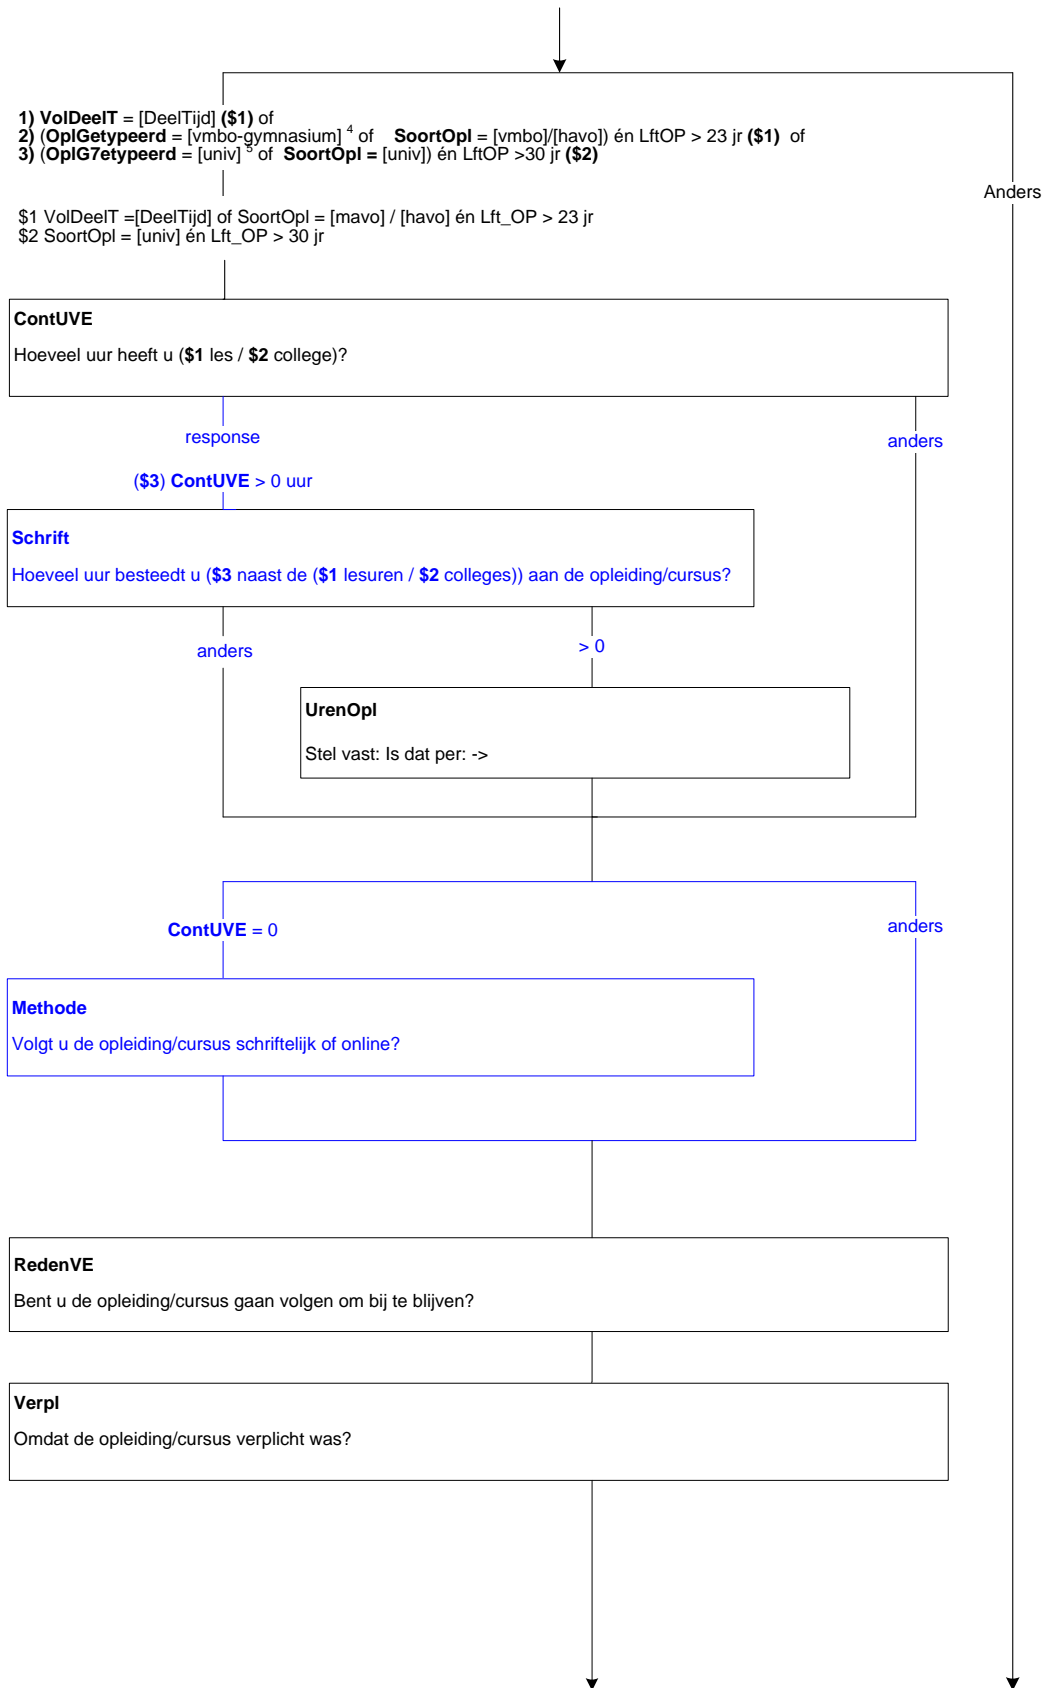 1) VolDeelT = [DeelTijd] ($1) of
2) (OplGetypeerd = [vmbo-gymnasium] 4 of SoortOpl = [vmbo]/[havo]) én LftOP > 23 jr ($1) of
3) (OplG7etypeerd = [univ] 5 of SoortOpl = [univ]) én LftOP >30 jr ($2)
Anders
$1 VolDeelT =[DeelTijd] of SoortOpl = [mavo] / [havo] én Lft_OP > 23 jr
$2 SoortOpl = [univ] én Lft_OP > 30 jr
ContUVE
Hoeveel uur heeft u ($1 les / $2 college)?
response
anders
($3) ContUVE > 0 uur
Schrift
Hoeveel uur besteedt u ($3 naast de ($1 lesuren / $2 colleges)) aan de opleiding/cursus?
anders
> 0
UrenOpl
Stel vast: Is dat per: ->
ContUVE = 0
anders
Methode
Volgt u de opleiding/cursus schriftelijk of online?
RedenVE
Bent u de opleiding/cursus gaan volgen om bij te blijven?
Verpl
Omdat de opleiding/cursus verplicht was?